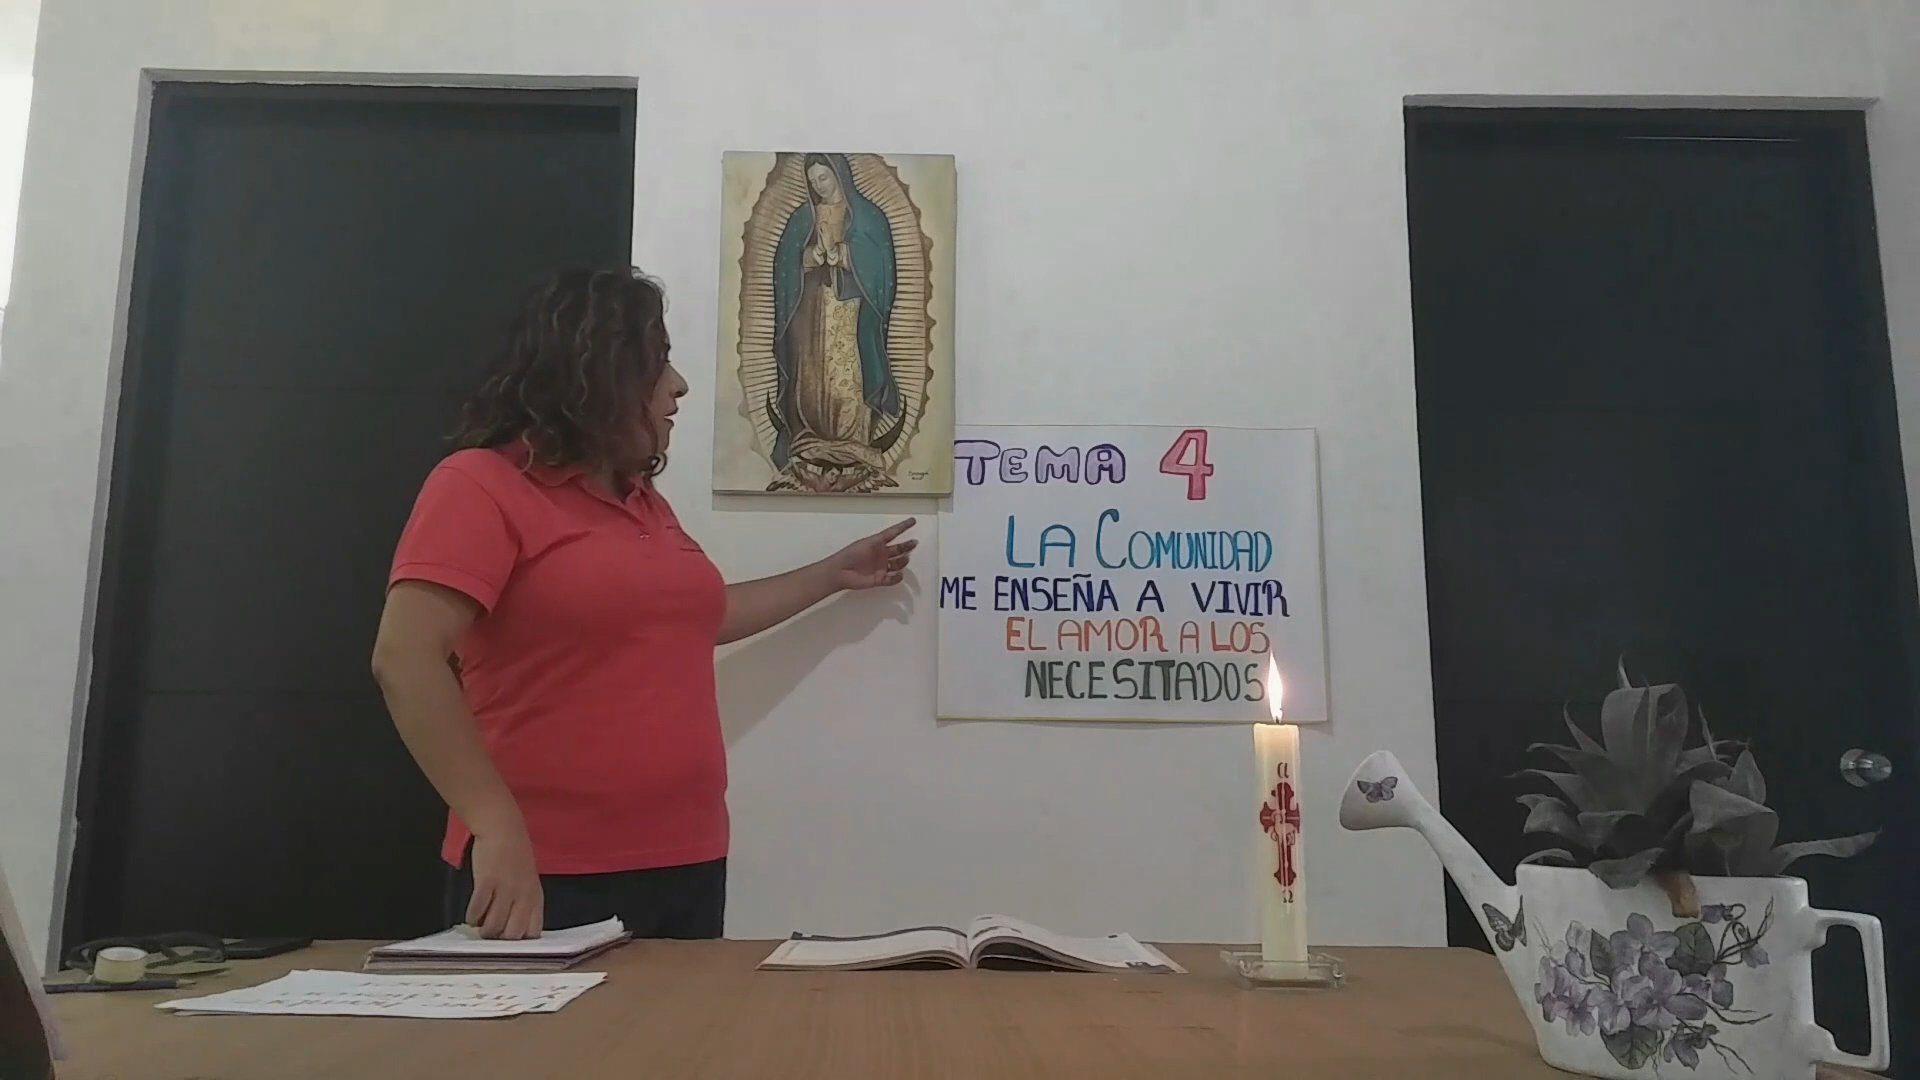 TEMA 4
LA COMUNIDAD
ME ENSEÑA A VIVIR
EL AMOR A LOS
NECESITADOS